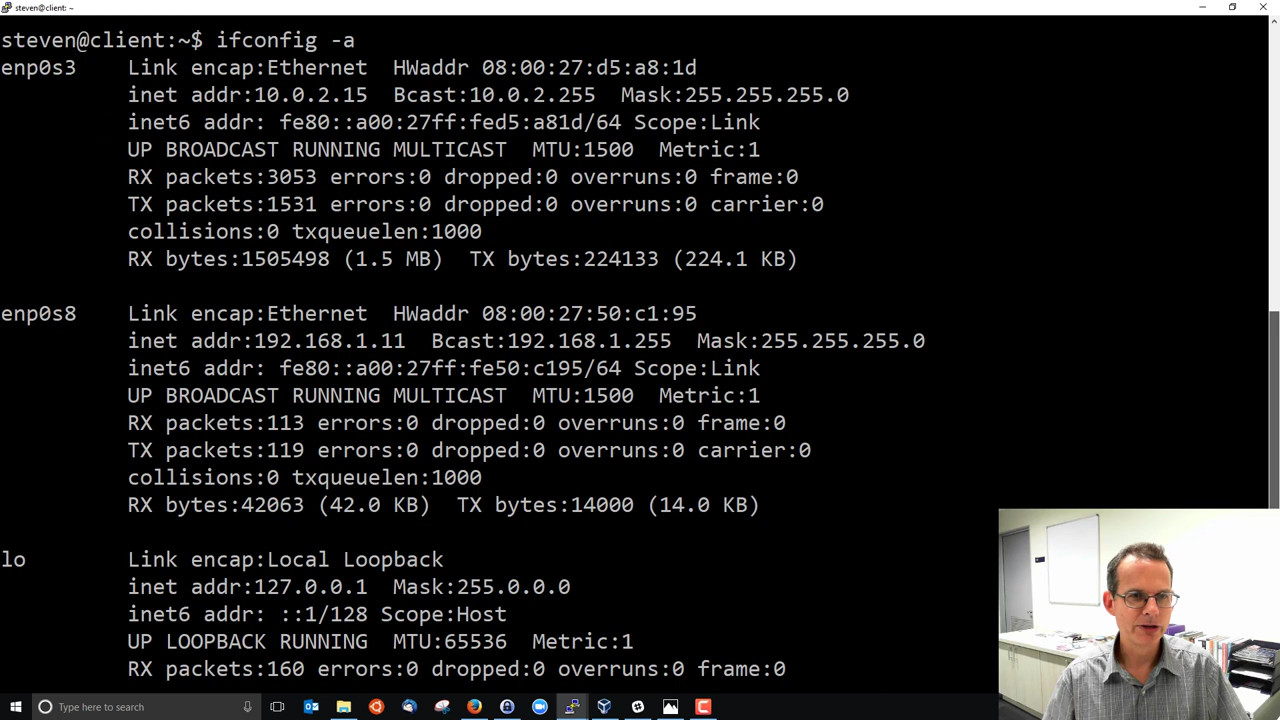 steven@client: ~
steven@client:~$ ifconfig -a
enp0s3 Link encap:Ethernet HWaddr 08:00:27:d5:a8:1d
inet addr:10.0.2.15 Bcast:10.0.2.255 Mask:255.255.255.0
inet6 addr: fe80::a00:27ff:fed5:a81d/64 Scope:Link
UP BROADCAST RUNNING MULTICAST MTU:1500 Metric:1
RX packets:3053 errors:0 dropped:0 overruns:0 frame:0
TX packets:1531 errors:0 dropped:0 overruns:0 carrier:0
collisions:0 txqueuelen:1000
RX bytes:1505498 (1.5 MB) TX bytes:224133 (224.1 KB)
enp0s8 Link encap:Ethernet HWaddr 08:00:27:50:c1:95
inet addr:192.168.1.11 Bcast:192.168.1.255 Mask:255.255.255.0
inet6 addr: fe80::a00:27ff:fe50:c195/64 Scope:Link
UP BROADCAST RUNNING MULTICAST MTU:1500 Metric:1
RX packets:113 errors:0 dropped:0 overruns:0 frame:0
TX packets:119 errors:0 dropped:0 overruns:0 carrier:0
collisions:0 txqueuelen:1000
RX bytes:42063 (42.0 KB) TX bytes:14000 (14.0 KB)
lo Link encap:Local Loopback
inet addr:127.0.0.1 Mask:255.0.0.0
inet6 addr: ::1/128 Scope:Host
UP LOOPBACK RUNNING MTU:65536 Metric:1
RX packets:160 errors:0 dropped:0 overruns:0 frame:0
Type here to search